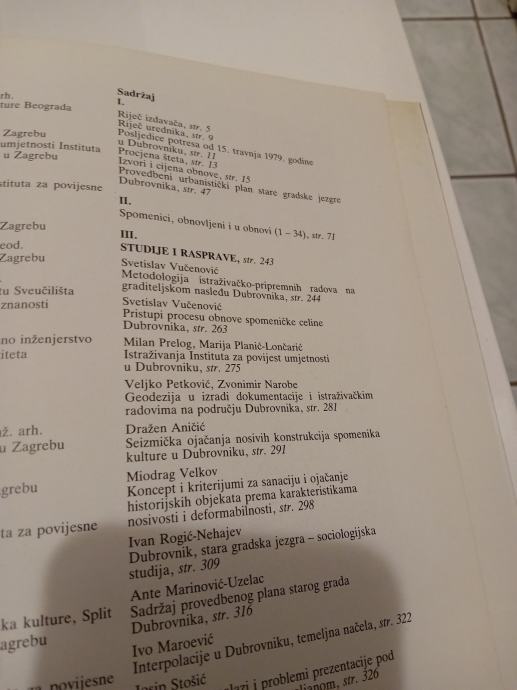 rh.
ture Beograda
Zagrebu
umjetnosti Instituta
u Zagrebu
stituta za povijesne
Zagrebu
eod.
Zagrebu
tu Sveučilišta
znanosti
no inženjerstvo
iteta
ž. arh.
u Zagrebu
grebu
ta za povijesne
ka kulture, Split
agrebu
za povijesne
Sadržaj
I.
Riječ izdavača, str. 5
Riječ urednika, str. 9
Posljedice potresa od 15. travnja 1979. godine
u Dubrovniku, str. 11
Procjena šteta, str. 13
Izvori i cijena obnove, str. 15
Provedbeni urbanistički plan stare gradske jezgre
Dubrovnika, str. 47
II.
Spomenici, obnovljeni i u obnovi (1 – 34), str. 71
III.
STUDIJE I RASPRAVE, str. 243
Svetislav Vučenović
Metodologija istraživačko-pripremnih radova na
graditeljskom nasleđu Dubrovnika, str. 244
Svetislav Vučenović
Pristupi procesu obnove spomeničke celine
Dubrovnika, str. 263
Milan Prelog, Marija Planić-Lončarić
Istraživanja Instituta za povijest umjetnosti
u Dubrovniku, str. 275
Veljko Petković, Zvonimir Narobe
Geodezija u izradi dokumentacije i istraživačkim
radovima na području Dubrovnika, str. 281
Dražen Aničić
Seizmička ojačanja nosivih konstrukcija spomenika
kulture u Dubrovniku, str. 291
Miodrag Velkov
Koncept i kriterijumi za sanaciju i ojačanje
historijskih objekata prema karakteristikama
nosivosti i deformabilnosti, str. 298
Ivan Rogić-Nehajev
Dubrovnik, stara gradska jezgra – sociologijska
studija, str. 309
Ante Marinović-Uzelac
Sadržaj provedbenog plana starog grada
Dubrovnika, str. 316
Ivo Maroević
Interpolacije u Dubrovniku, temeljna načela, str. 322
Josip Stošić
i problemi prezentacije pod
str. 326